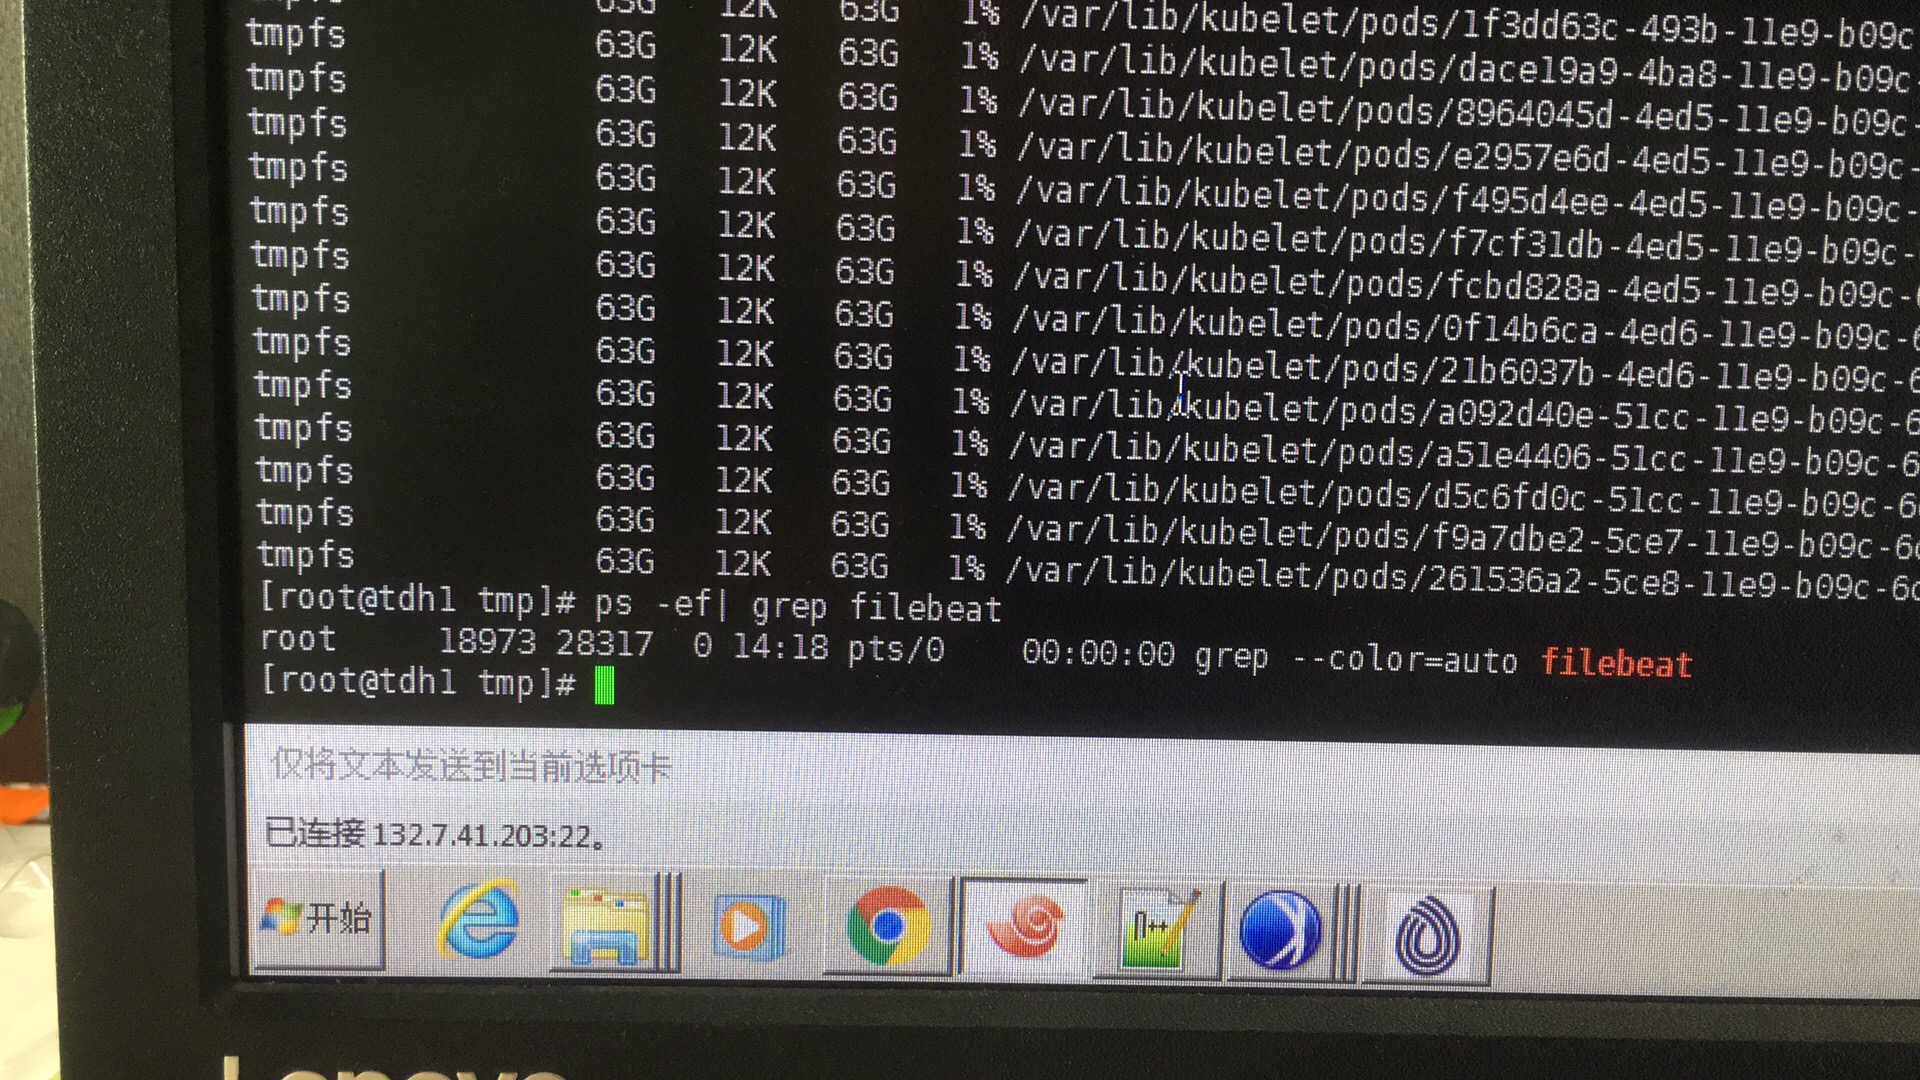 63G 12K 63G 1% /var/lib/kubelet/pods/1f3dd63c-493b-11e9-b09c
tmpfs 63G 12K 63G 1% /var/lib/kubelet/pods/dace19a9-4ba8-11e9-b09c-
tmpfs 63G 12K 63G 1% /var/lib/kubelet/pods/8964045d-4ed5-11e9-b09c-
tmpfs 63G 12K 63G 1% /var/lib/kubelet/pods/e2957e6d-4ed5-11e9-b09c-
tmpfs 63G 12K 63G 1% /var/lib/kubelet/pods/f495d4ee-4ed5-11e9-b09c-
tmpfs 63G 12K 63G 1% /var/lib/kubelet/pods/f7cf31db-4ed5-11e9-b09c-
tmpfs 63G 12K 63G 1% /var/lib/kubelet/pods/fcbd828a-4ed5-11e9-b09c-
tmpfs 63G 12K 63G 1% /var/lib/kubelet/pods/0f14b6ca-4ed6-11e9-b09c-6
tmpfs 63G 12K 63G 1% /var/lib/kubelet/pods/21b6037b-4ed6-11e9-b09c-6
tmpfs 63G 12K 63G 1% /var/lib/kubelet/pods/a092d40e-51cc-11e9-b09c-6
tmpfs 63G 12K 63G 1% /var/lib/kubelet/pods/a51e4406-51cc-11e9-b09c-6
tmpfs 63G 12K 63G 1% /var/lib/kubelet/pods/d5c6fd0c-51cc-11e9-b09c-6
tmpfs 63G 12K 63G 1% /var/lib/kubelet/pods/f9a7dbe2-5ce7-11e9-b09c-6
tmpfs 63G 12K 63G 1% /var/lib/kubelet/pods/261536a2-5ce8-11e9-b09c-6
[root@tdh1 tmp]# ps -ef| grep filebeat
root 18973 28317 0 14:18 pts/0 00:00:00 grep --color=auto filebeat
[root@tdh1 tmp]#
仅将文本发送到当前选项卡
已连接 132.7.41.203:22。
开始
n++
Lenovo